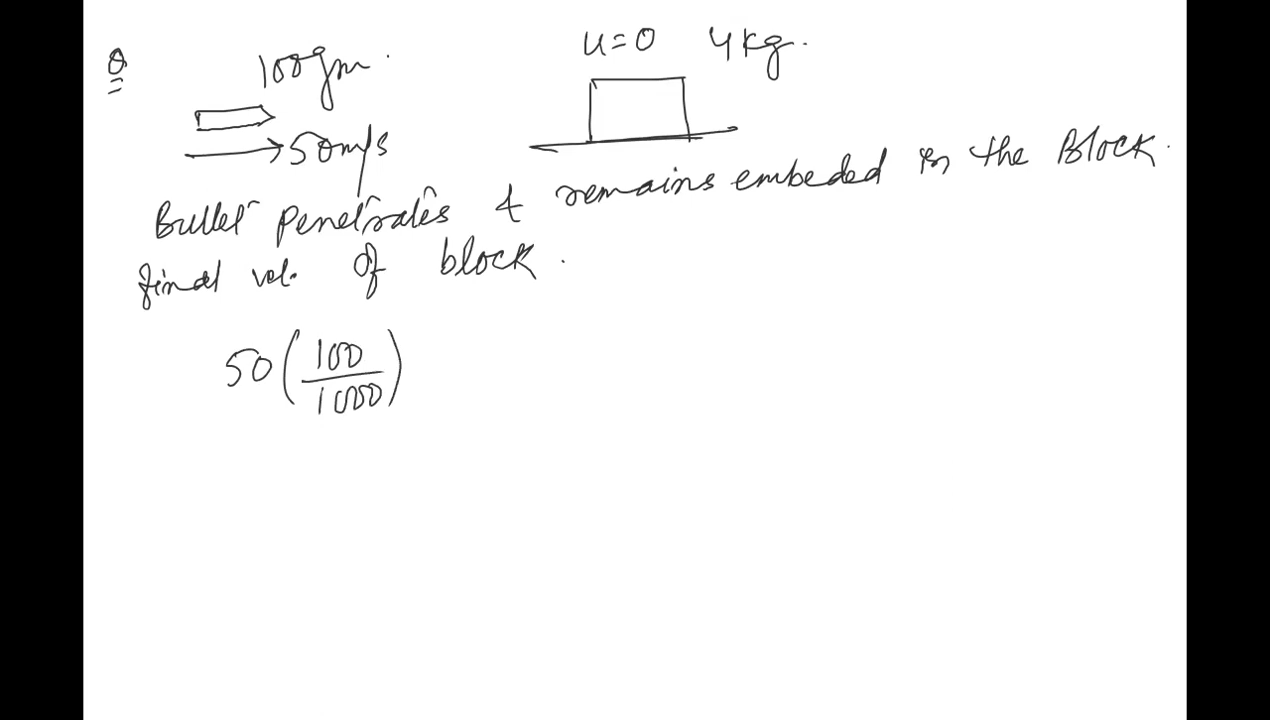 Q 100gm. u=0 4kg.
50m/s
Bullet penetrates & remains embeded in the Block.
final vel. of block.
50(100/1000)